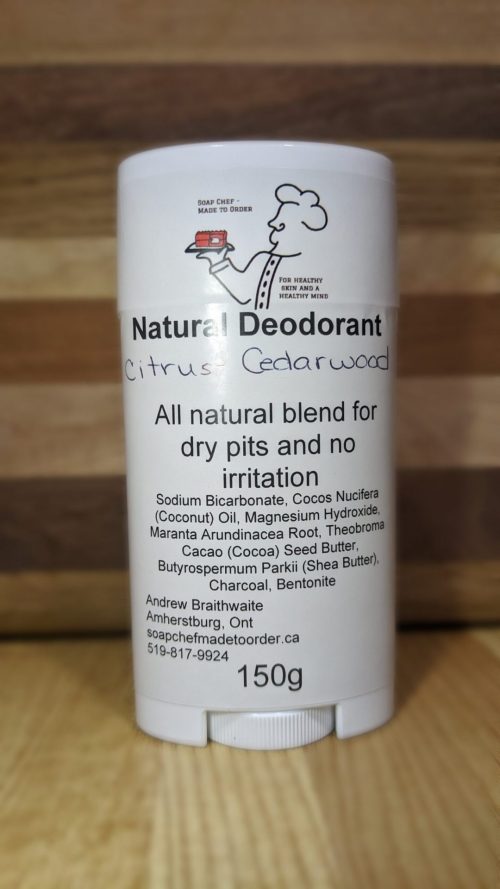 SOAP CHEF -
MADE TO ORDER
FOR HEALTHY
SKIN AND A
HEALTHY MIND
Natural Deodorant
Citrus + Cedarwood
All natural blend for
dry pits and no
irritation
Sodium Bicarbonate, Cocos Nucifera
(Coconut) Oil, Magnesium Hydroxide,
Maranta Arundinacea Root, Theobroma
Cacao (Cocoa) Seed Butter,
Butyrospermum Parkii (Shea Butter),
Charcoal, Bentonite
Andrew Braithwaite
Amherstburg, Ont
soapchefmadetoorder.ca
519-817-9924
150g